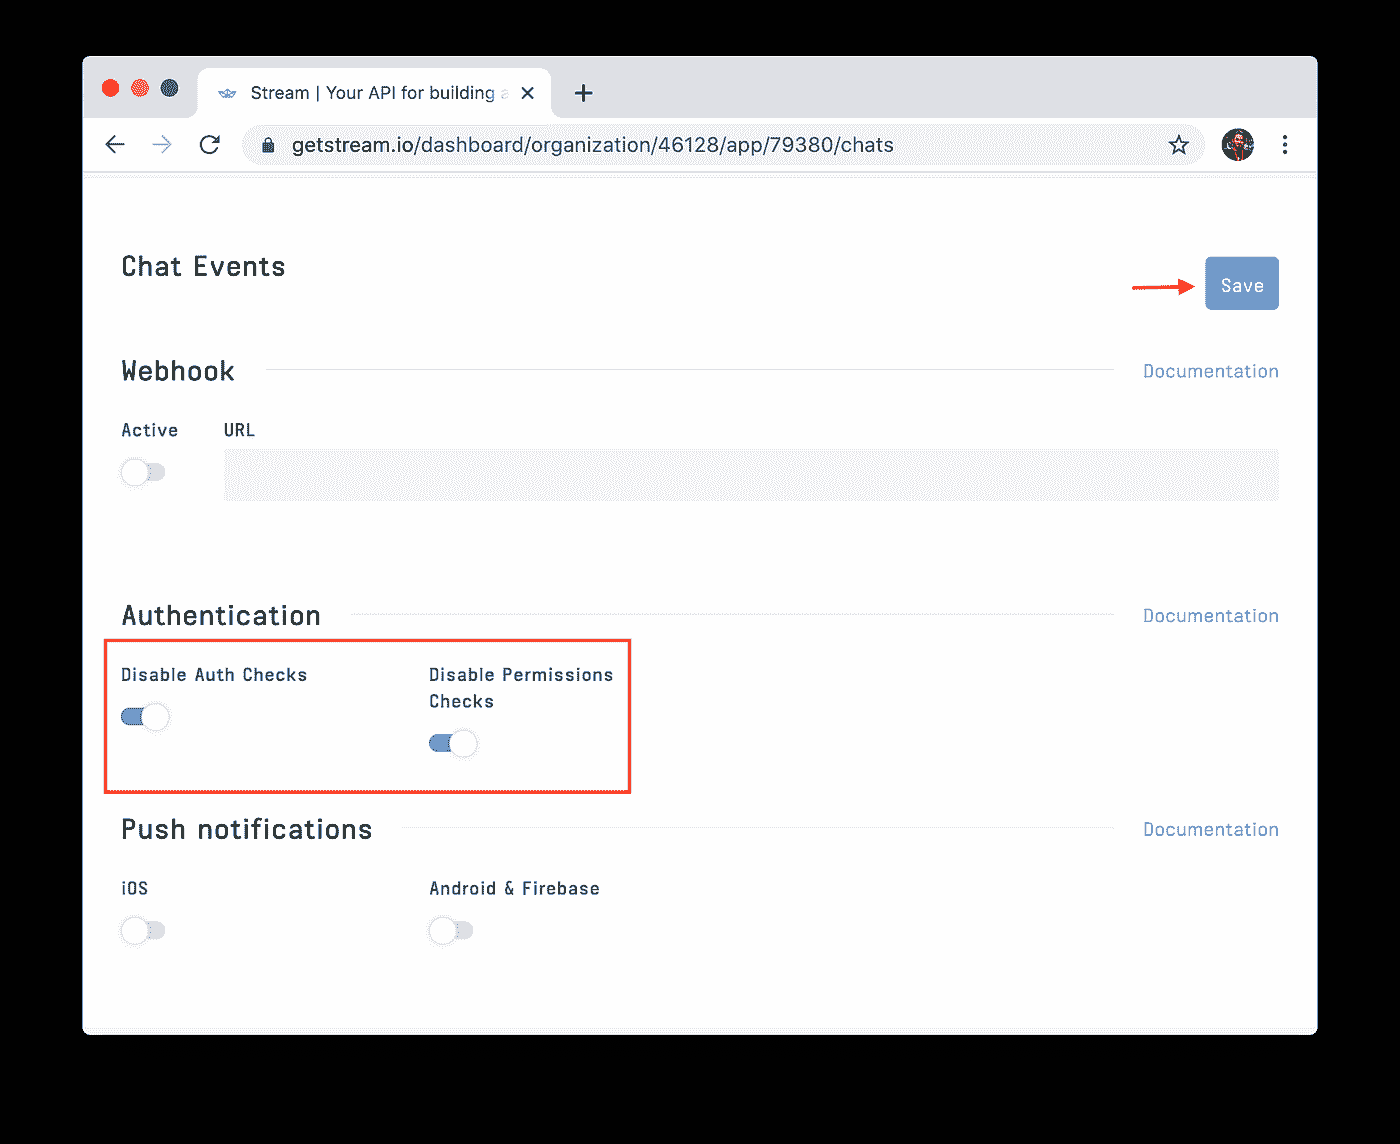 Stream | Your API for building a
getstream.io/dashboard/organization/46128/app/79380/chats
Chat Events
Save
Webhook
Documentation
Active
URL
Authentication
Documentation
Disable Auth Checks
Disable Permissions
Checks
Push notifications
Documentation
iOS
Android & Firebase